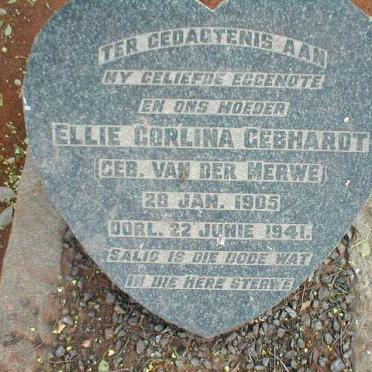 TER GEDAGTENIS AAN
MY GELIEFDE EGGENOTE
EN ONS MOEDER
ELLIE CORLINA GEBHARDT
(GEB. VAN DER MERWE)
28 JAN. 1905
OORL. 22 JUNIE 1941.
SALIG IS DIE DODE WAT
IN DIE HERE STERWE